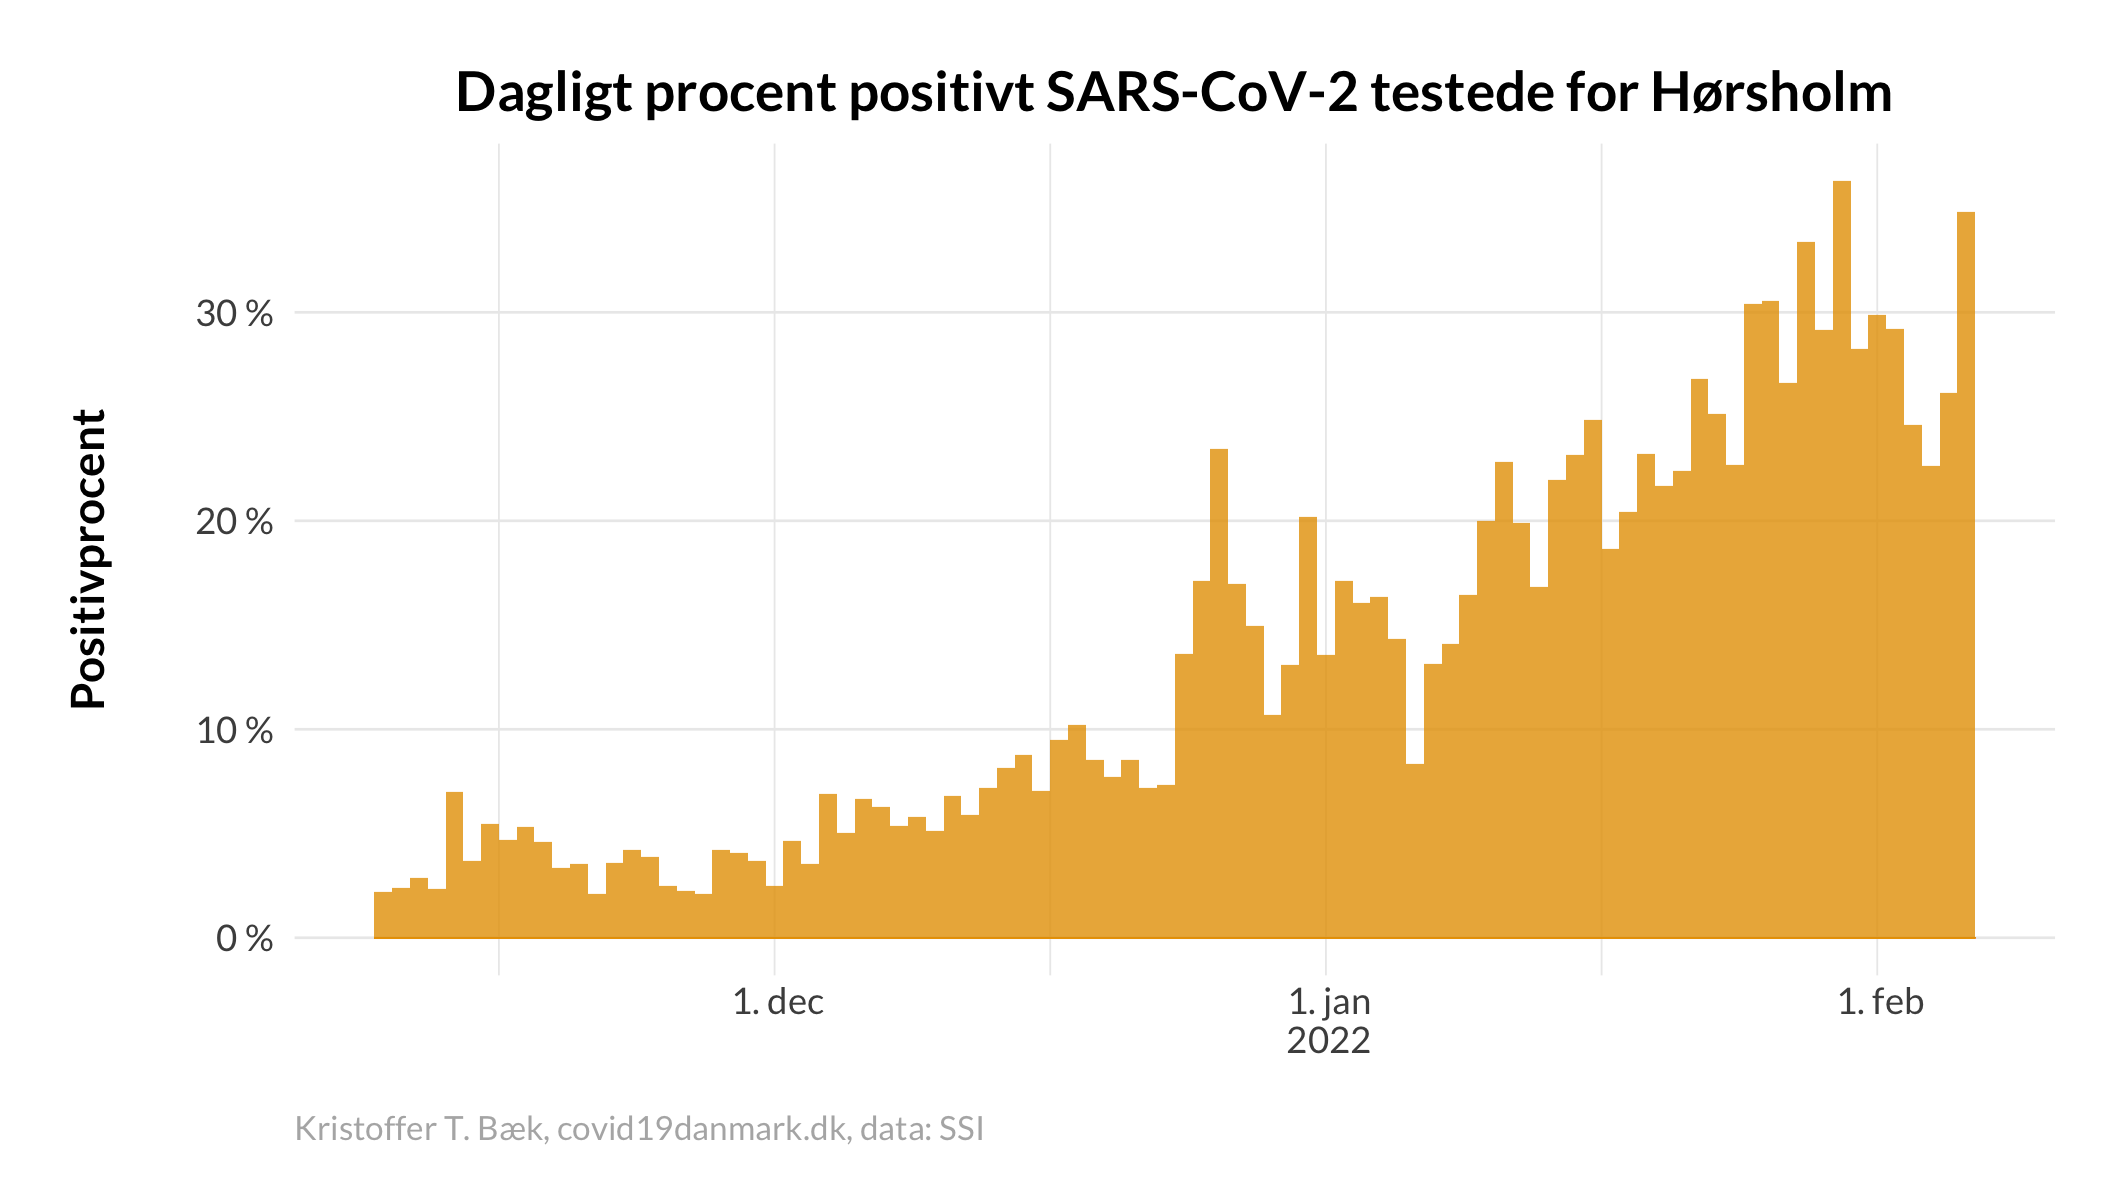 Dagligt procent positivt SARS-CoV-2 testede for Hørsholm
Positivprocent
30 %
20 %
10 %
0 %
1. dec
1. jan
2022
1. feb
Kristoffer T. Bæk, covid19danmark.dk, data: SSI